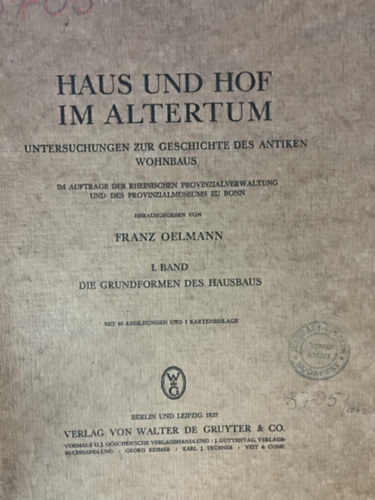 HAUS UND HOF
IM ALTERTUM
UNTERSUCHUNGEN ZUR GESCHICHTE DES ANTIKEN
WOHNBAUS
IM AUFTRAGE DER RHEINISCHEN PROVINZIALVERWALTUNG
UND DES PROVINZIALMUSEUMS ZU BONN
HERAUSGEGEBEN VON
FRANZ OELMANN
I. BAND
DIE GRUNDFORMEN DES HAUSBAUS
MIT ABBILDUNGEN UND 1 KARTENBEILAGE
BUDAPEST
W
G
BERLIN UND LEIPZIG 1927
VERLAG VON WALTER DE GRUYTER & CO.
VORMALS G. J. GÖSCHEN'SCHE VERLAGSHANDLUNG · J. GUTTENTAG, VERLAGS-
BUCHHANDLUNG · GEORG REIMER · KARL J. TRÜBNER · VEIT & COMP.